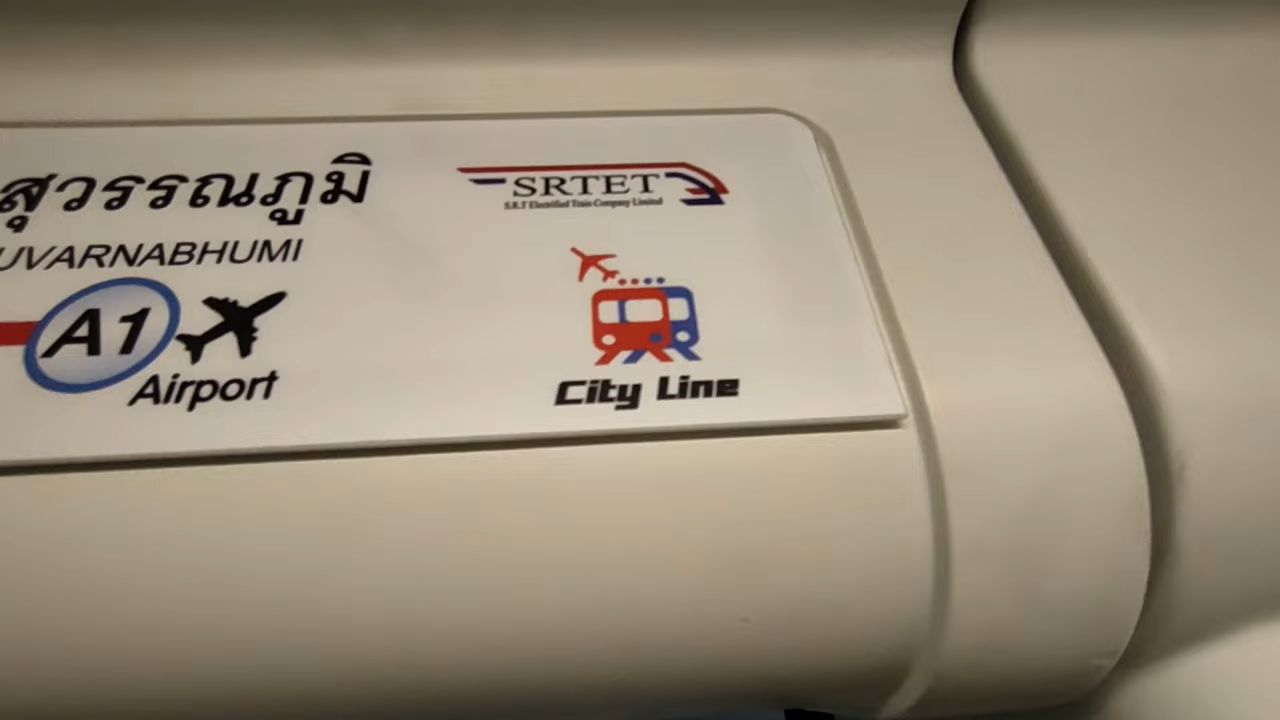 สุวรรณภูมิ
UVARNABHUMI
A1
Airport
SRTET
S.R.T Electrified Train Company Limited
City Line